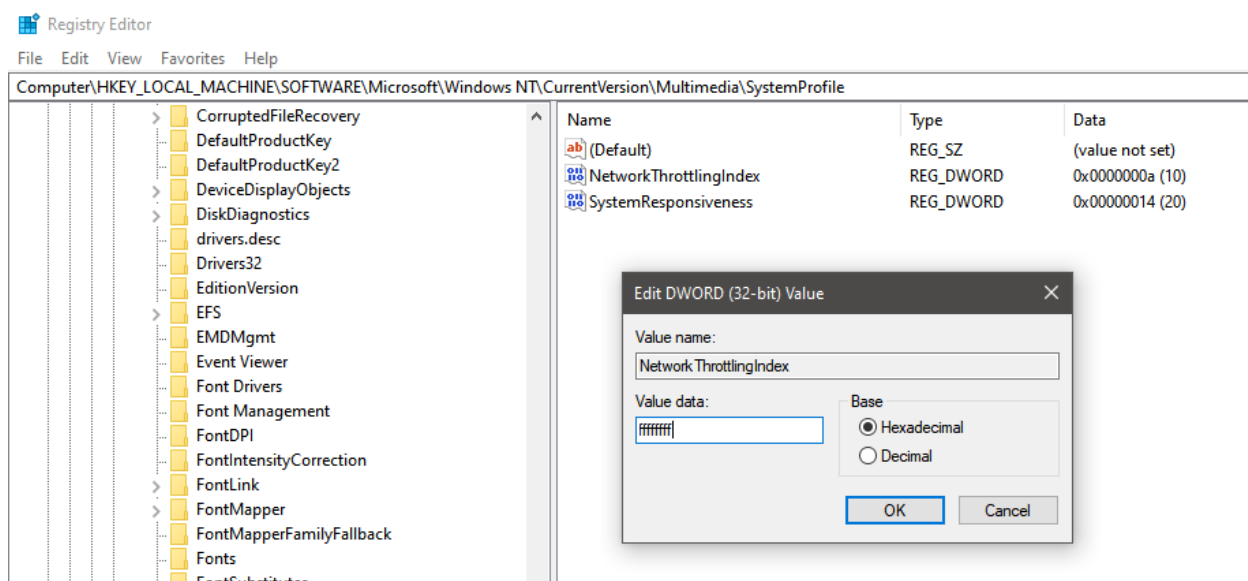 Registry Editor
File Edit View Favorites Help
Computer\HKEY_LOCAL_MACHINE\SOFTWARE\Microsoft\Windows NT\CurrentVersion\Multimedia\SystemProfile
CorruptedFileRecovery
DefaultProductKey
DefaultProductKey2
DeviceDisplayObjects
DiskDiagnostics
drivers.desc
Drivers32
EditionVersion
EFS
EMDMgmt
Event Viewer
Font Drivers
Font Management
FontDPI
FontIntensityCorrection
FontLink
FontMapper
FontMapperFamilyFallback
Fonts
FontSubstitutes
Name Type Data
(Default) REG_SZ (value not set)
NetworkThrottlingIndex REG_DWORD 0x0000000a (10)
SystemResponsiveness REG_DWORD 0x00000014 (20)
Edit DWORD (32-bit) Value
Value name:
NetworkThrottlingIndex
Value data:
ffffffff
Base
Hexadecimal
Decimal
OK Cancel